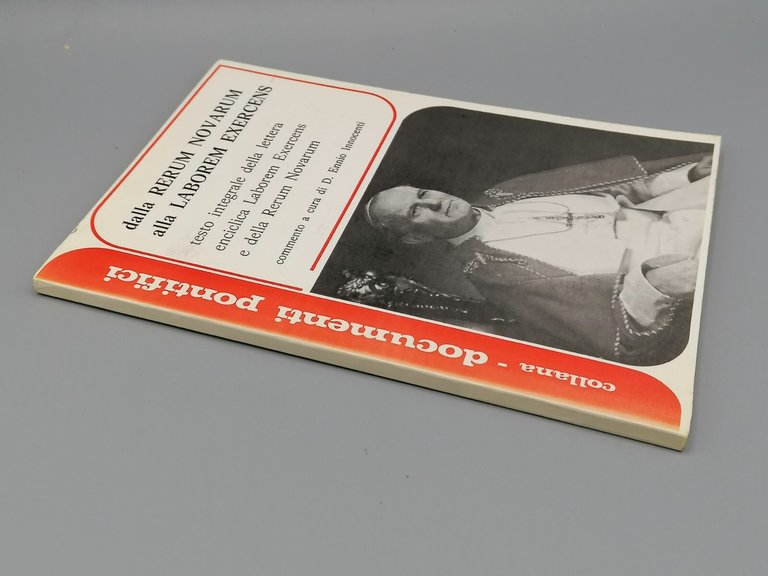 dalla RERUM NOVARUM
alla LABOREM EXERCENS
testo integrale della lettera
enciclica Laborem Exercens
e della Rerum Novarum
commento a cura di D. Ennio Innocenti
collana - documenti pontifici